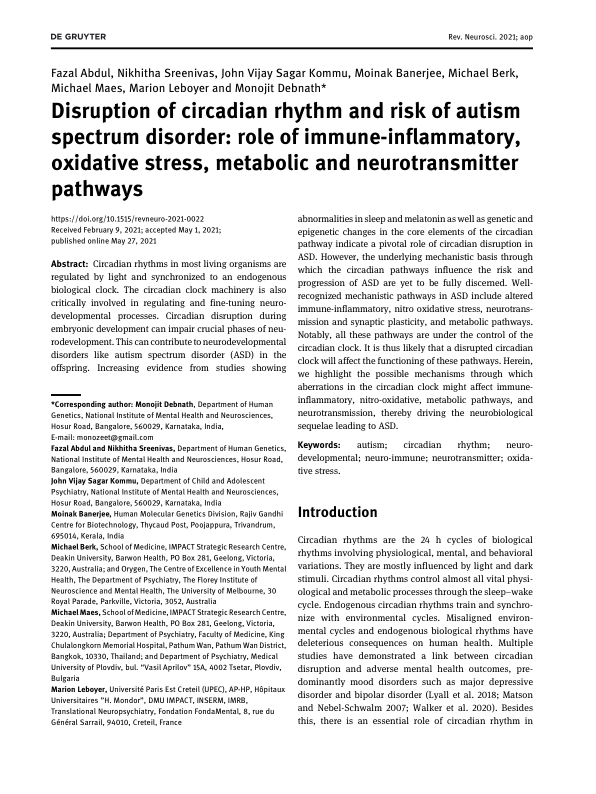 DE GRUYTER
Rev. Neurosci. 2021; aop
Fazal Abdul, Nikhitha Sreenivas, John Vijay Sagar Kommu, Moinak Banerjee, Michael Berk,
Michael Maes, Marion Leboyer and Monojit Debnath*
Disruption of circadian rhythm and risk of autism
spectrum disorder: role of immune-inflammatory,
oxidative stress, metabolic and neurotransmitter
pathways
https://doi.org/10.1515/revneuro-2021-0022
Received February 9, 2021; accepted May 1, 2021;
published online May 27, 2021
Abstract: Circadian rhythms in most living organisms are
regulated by light and synchronized to an endogenous
biological clock. The circadian clock machinery is also
critically involved in regulating and fine-tuning neuro-
developmental processes. Circadian disruption during
embryonic development can impair crucial phases of neu-
rodevelopment. This can contribute to neurodevelopmental
disorders like autism spectrum disorder (ASD) in the
offspring. Increasing evidence from studies showing
*Corresponding author: Monojit Debnath, Department of Human
Genetics, National Institute of Mental Health and Neurosciences,
Hosur Road, Bangalore, 560029, Karnataka, India,
E-mail: monozeet@gmail.com
Fazal Abdul and Nikhitha Sreenivas, Department of Human Genetics,
National Institute of Mental Health and Neurosciences, Hosur Road,
Bangalore, 560029, Karnataka, India
John Vijay Sagar Kommu, Department of Child and Adolescent
Psychiatry, National Institute of Mental Health and Neurosciences,
Hosur Road, Bangalore, 560029, Karnataka, India
Moinak Banerjee, Human Molecular Genetics Division, Rajiv Gandhi
Centre for Biotechnology, Thycaud Post, Poojappura, Trivandrum,
695014, Kerala, India
Michael Berk, School of Medicine, IMPACT Strategic Research Centre,
Deakin University, Barwon Health, PO Box 281, Geelong, Victoria,
3220, Australia; and Orygen, The Centre of Excellence in Youth Mental
Health, The Department of Psychiatry, The Florey Institute of
Neuroscience and Mental Health, The University of Melbourne, 30
Royal Parade, Parkville, Victoria, 3052, Australia
Michael Maes, School of Medicine, IMPACT Strategic Research Centre,
Deakin University, Barwon Health, PO Box 281, Geelong, Victoria,
3220, Australia; Department of Psychiatry, Faculty of Medicine, King
Chulalongkorn Memorial Hospital, Pathum Wan, Pathum Wan District,
Bangkok, 10330, Thailand; and Department of Psychiatry, Medical
University of Plovdiv, bul. “Vasil Aprilov” 15A, 4002 Tsetar, Plovdiv,
Bulgaria
Marion Leboyer, Université Paris Est Creteil (UPEC), AP-HP, Hôpitaux
Universitaires “H. Mondor”, DMU IMPACT, INSERM, IMRB,
Translational Neuropsychiatry, Fondation FondaMental, 8, rue du
Général Sarrail, 94010, Creteil, France
abnormalities in sleep and melatonin as well as genetic and
epigenetic changes in the core elements of the circadian
pathway indicate a pivotal role of circadian disruption in
ASD. However, the underlying mechanistic basis through
which the circadian pathways influence the risk and
progression of ASD are yet to be fully discerned. Well-
recognized mechanistic pathways in ASD include altered
immune-inflammatory, nitro oxidative stress, neurotrans-
mission and synaptic plasticity, and metabolic pathways.
Notably, all these pathways are under the control of the
circadian clock. It is thus likely that a disrupted circadian
clock will affect the functioning of these pathways. Herein,
we highlight the possible mechanisms through which
aberrations in the circadian clock might affect immune-
inflammatory, nitro-oxidative, metabolic pathways, and
neurotransmission, thereby driving the neurobiological
sequelae leading to ASD.
Keywords: autism; circadian rhythm; neuro-
developmental; neuro-immune; neurotransmitter; oxida-
tive stress.
Introduction
Circadian rhythms are the 24 h cycles of biological
rhythms involving physiological, mental, and behavioral
variations. They are mostly influenced by light and dark
stimuli. Circadian rhythms control almost all vital physi-
ological and metabolic processes through the sleep–wake
cycle. Endogenous circadian rhythms train and synchro-
nize with environmental cycles. Misaligned environ-
mental cycles and endogenous biological rhythms have
deleterious consequences on human health. Multiple
studies have demonstrated a link between circadian
disruption and adverse mental health outcomes, pre-
dominantly mood disorders such as major depressive
disorder and bipolar disorder (Lyall et al. 2018; Matson
and Nebel-Schwalm 2007; Walker et al. 2020). Besides
this, there is an essential role of circadian rhythm in